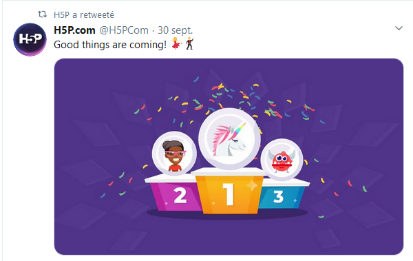 H5P a retweeté
H5P
H5P.com @H5PCom · 30 sept.
Good things are coming! 💃🕺
2 1 3